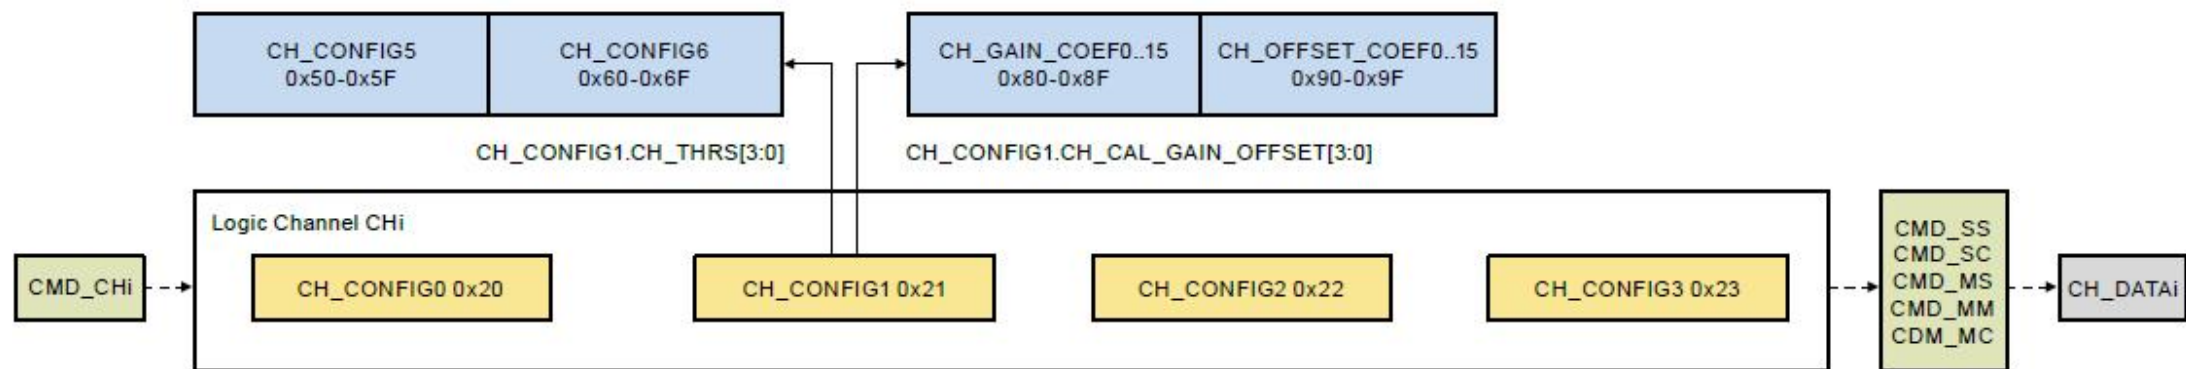 CH_CONFIG5
0x50-0x5F
CH_CONFIG6
0x60-0x6F
CH_GAIN_COEF0..15
0x80-0x8F
CH_OFFSET_COEF0..15
0x90-0x9F
CH_CONFIG1.CH_THRS[3:0]
CH_CONFIG1.CH_CAL_GAIN_OFFSET[3:0]
Logic Channel CHi
CMD_CHi
CH_CONFIG0 0x20
CH_CONFIG1 0x21
CH_CONFIG2 0x22
CH_CONFIG3 0x23
CMD_SS
CMD_SC
CMD_MS
CMD_MM
CDM_MC
CH_DATAi